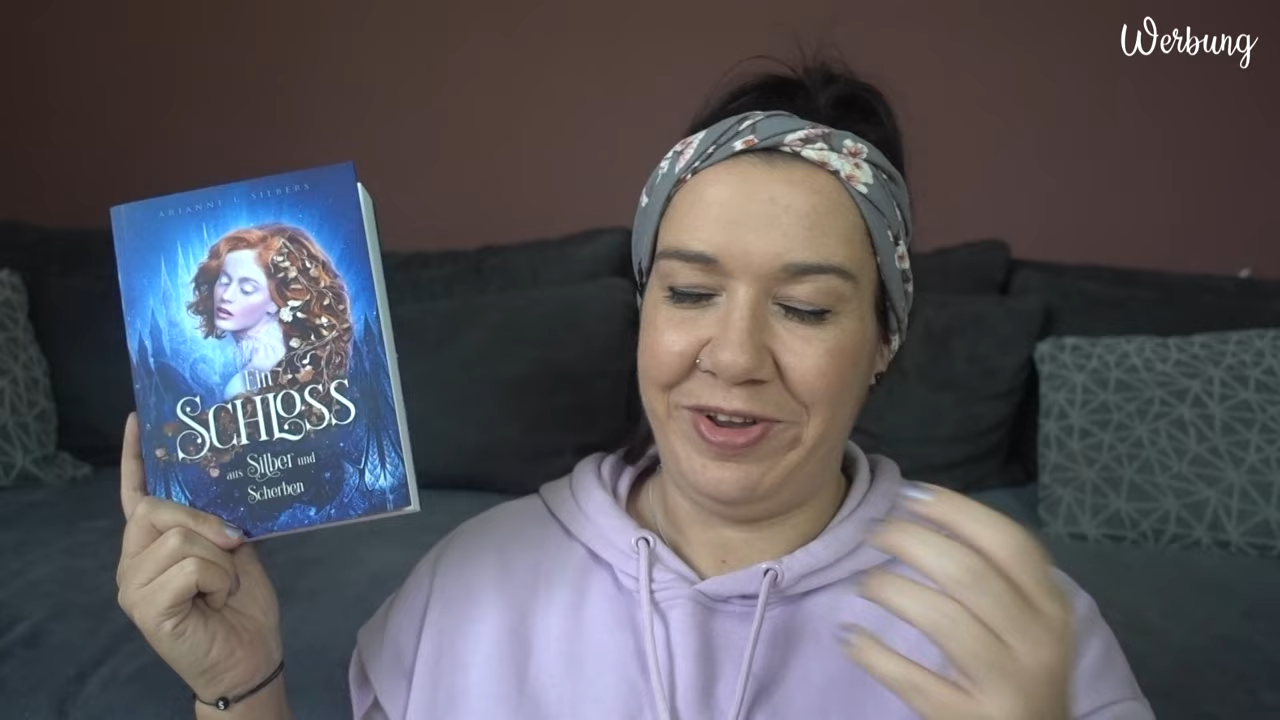 Werbung
ARIANNE L. SILBERS
Ein
SCHLOSS
aus Silber und
Scherben
S